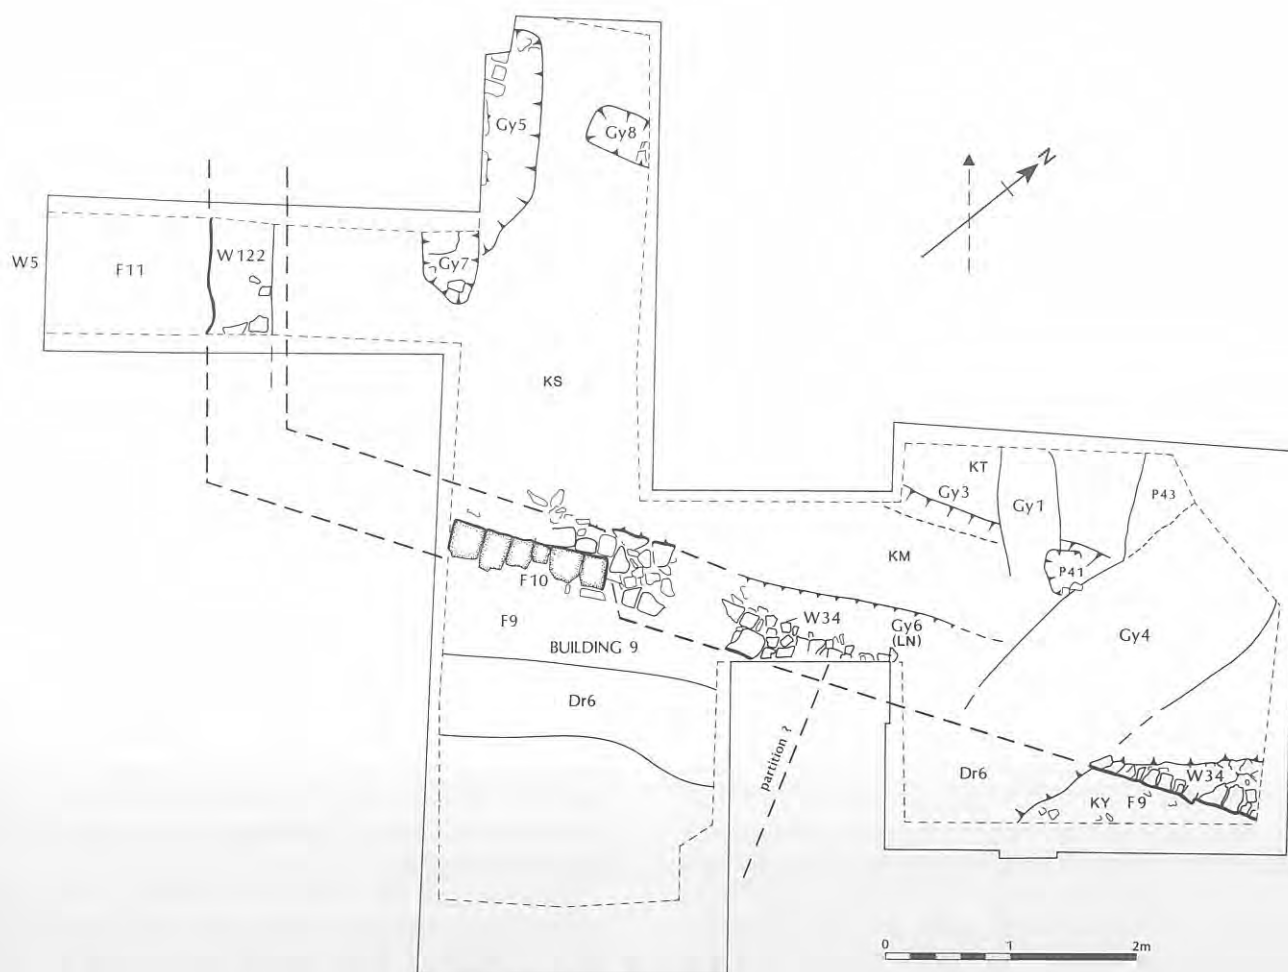 Gy5
Gy8
N
W5
F11
W122
Gy7
KS
KT
Gy3
Gy1
P43
KM
P41
F10
W34
Gy6
(LN)
Gy4
F9
BUILDING 9
Dr6
partition ?
Dr6
W34
KY
F9
0
1
2m